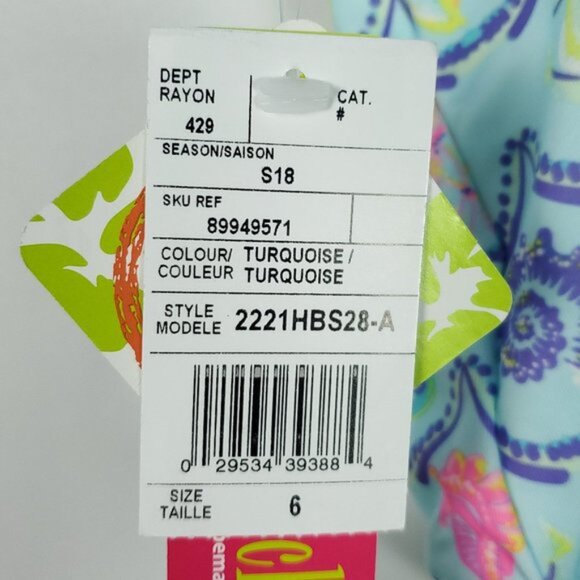 DEPT
RAYON
CAT.
#
429
SEASON/SAISON
S18
SKU REF
89949571
COLOUR/ TURQUOISE /
COULEUR TURQUOISE
STYLE
MODELE 2221HBS28-A
0 29534 39388 4
SIZE
TAILLE 6